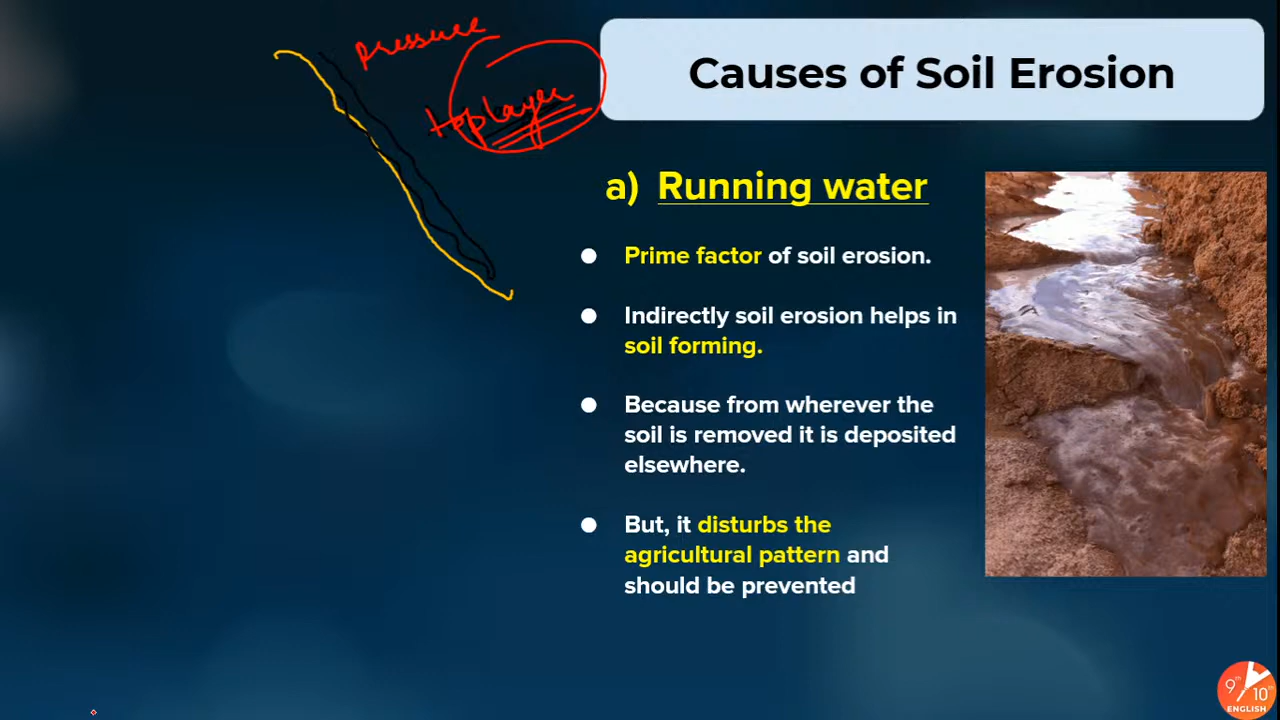 pressure
top layer
Causes of Soil Erosion
a) Running water
● Prime factor of soil erosion.
● Indirectly soil erosion helps in
soil forming.
● Because from wherever the
soil is removed it is deposited
elsewhere.
● But, it disturbs the
agricultural pattern and
should be prevented
9th 10th
ENGLISH